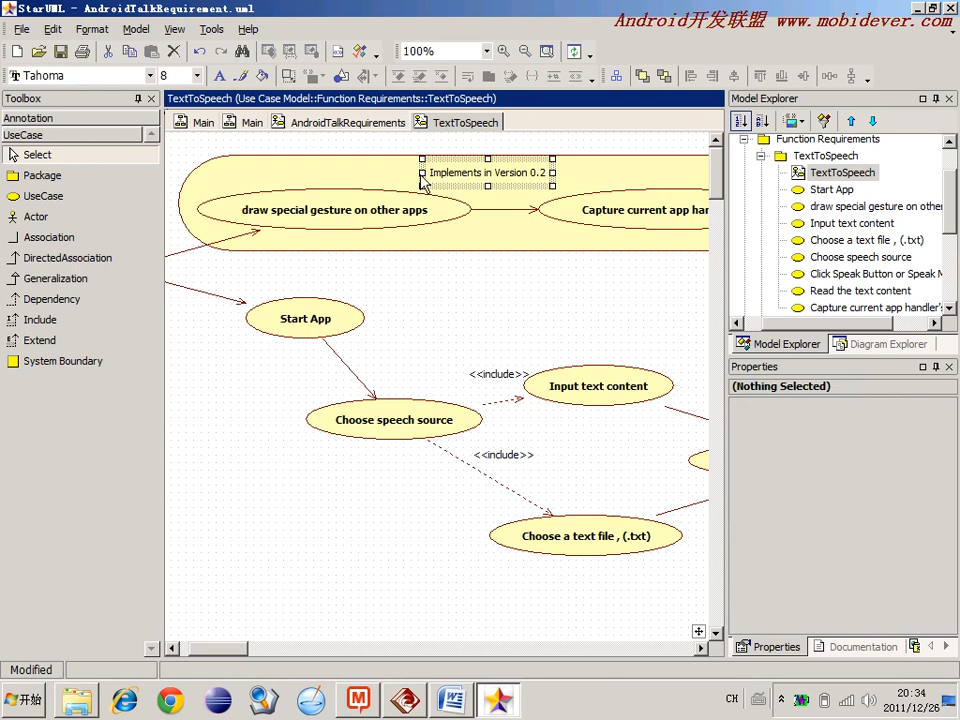 StarUML - AndroidTalkRequirement.uml
Android开发联盟 www.mobidever.com
File Edit Format Model View Tools Help
100%
Tahoma 8
Toolbox
TextToSpeech (Use Case Model::Function Requirements::TextToSpeech)
Model Explorer
Annotation
UseCase
Select
Package
UseCase
Actor
Association
DirectedAssociation
Generalization
Dependency
Include
Extend
System Boundary
Main Main AndroidTalkRequirements TextToSpeech
Implements in Version 0.2
draw special gesture on other apps
Capture current app han
Start App
<<include>>
Input text content
Choose speech source
<<include>>
Choose a text file , (.txt)
Function Requirements
TextToSpeech
TextToSpeech
Start App
draw special gesture on other
Input text content
Choose a text file , (.txt)
Choose speech source
Click Speak Button or Speak M
Read the text content
Capture current app handler's
Model Explorer Diagram Explorer
Properties
(Nothing Selected)
Properties Documentation
Modified
开始
CH
20:34
2011/12/26